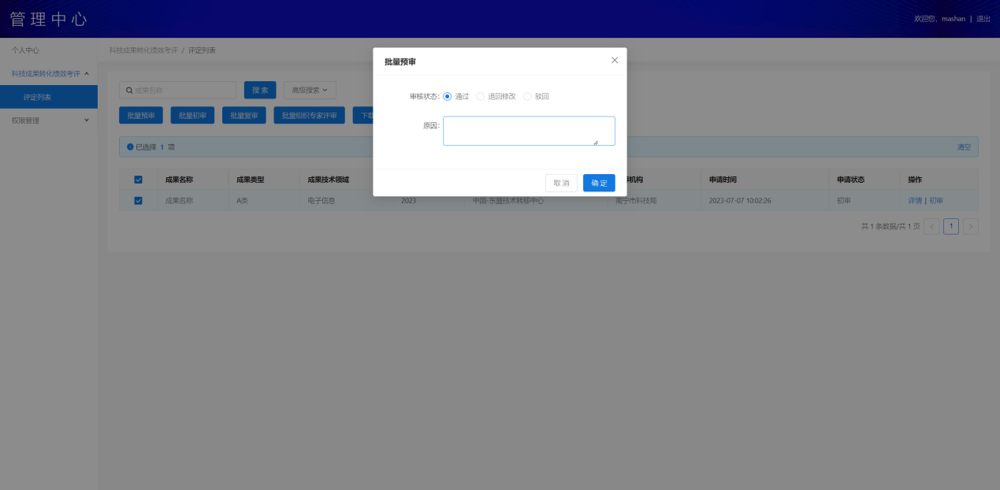 管理中心
欢迎您, mashan | 退出
个人中心
科技成果转化绩效考评
评定列表
权限管理
科技成果转化绩效考评 / 评定列表
成果名称
搜 索
高级搜索
批量预审
批量初审
批量复审
批量组织专家评审
下载
已选择 1 项
清空
成果名称 成果类型 成果技术领域 机构 申请时间 申请状态 操作
成果名称 A类 电子信息 2023 中国-东盟技术转移中心 南宁市科技局 2023-07-07 10:02:26 初审 详情 | 初审
共 1 条数据/共 1 页 < 1 >
批量预审
审核状态: 通过 退回修改 驳回
原因:
取 消
确 定